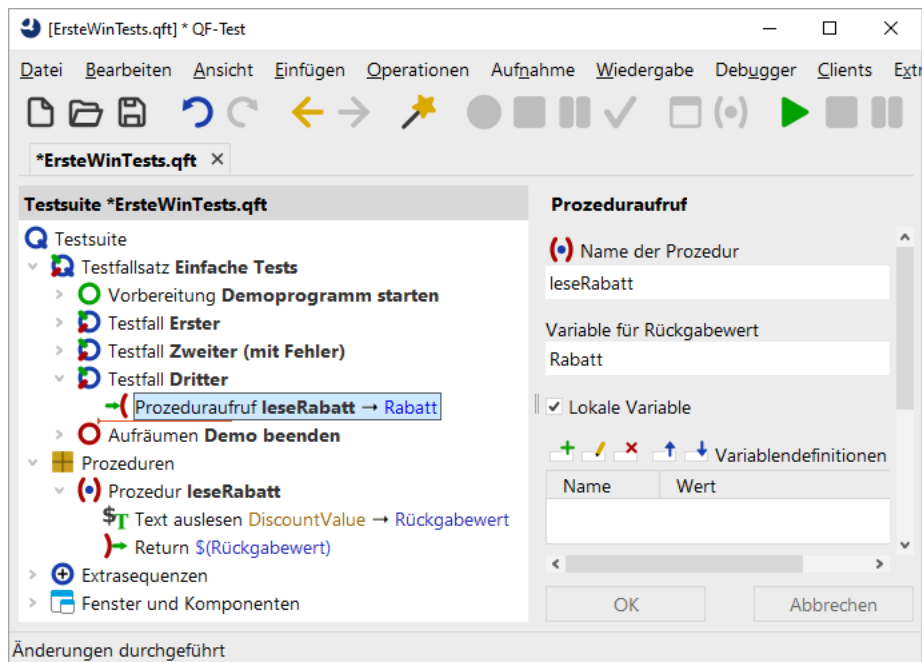 [ErsteWinTests.qft] * QF-Test
Datei Bearbeiten Ansicht Einfügen Operationen Aufnahme Wiedergabe Debugger Clients Extr
*ErsteWinTests.qft
Testsuite *ErsteWinTests.qft
Testsuite
Testfallsatz Einfache Tests
Vorbereitung Demoprogramm starten
Testfall Erster
Testfall Zweiter (mit Fehler)
Testfall Dritter
Prozeduraufruf leseRabatt → Rabatt
Aufräumen Demo beenden
Prozeduren
Prozedur leseRabatt
Text auslesen DiscountValue → Rückgabewert
Return $(Rückgabewert)
Extrasequenzen
Fenster und Komponenten
Prozeduraufruf
Name der Prozedur
leseRabatt
Variable für Rückgabewert
Rabatt
Lokale Variable
Variablendefinitionen
Name Wert
OK Abbrechen
Änderungen durchgeführt